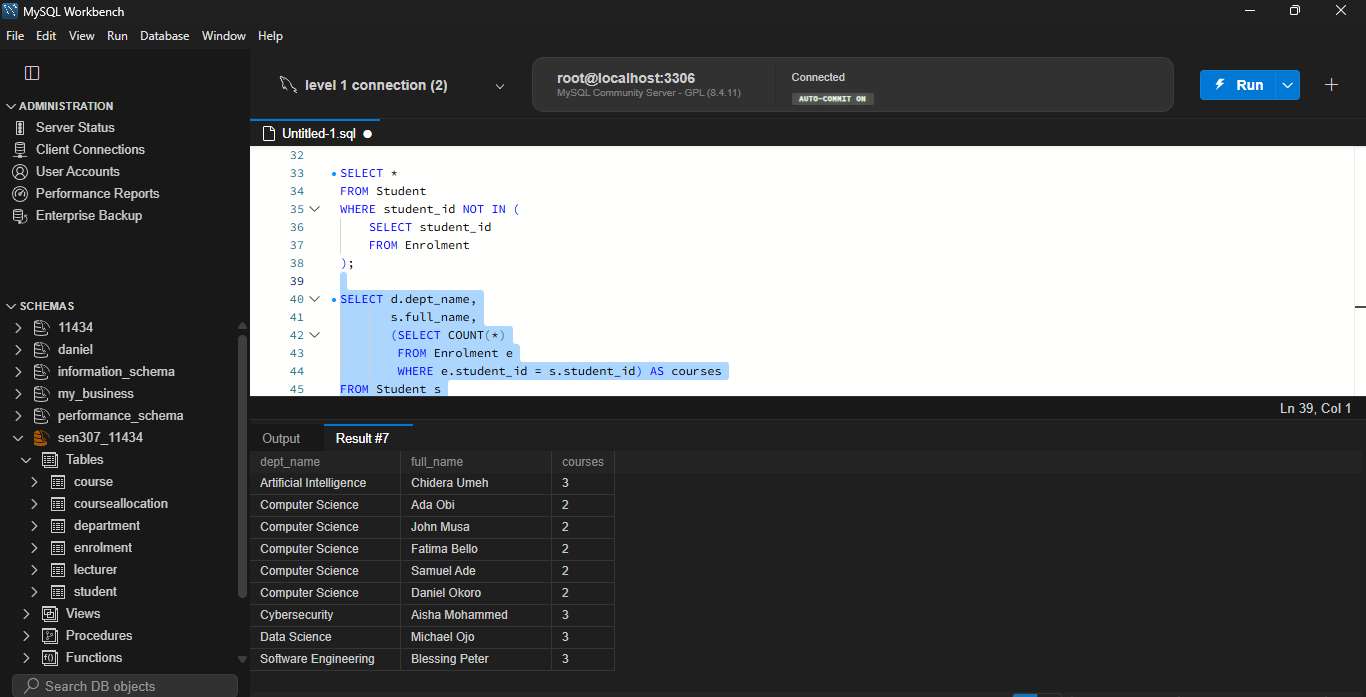 MySQL Workbench
File Edit View Run Database Window Help
level 1 connection (2)
root@localhost:3306
MySQL Community Server - GPL (8.4.11)
Connected
AUTO-COMMIT ON
Run
ADMINISTRATION
Server Status
Client Connections
User Accounts
Performance Reports
Enterprise Backup
SCHEMAS
11434
daniel
information_schema
my_business
performance_schema
sen307_11434
Tables
course
courseallocation
department
enrolment
lecturer
student
Views
Procedures
Functions
Search DB objects
Untitled-1.sql
32
33 SELECT *
34 FROM Student
35 WHERE student_id NOT IN (
36 SELECT student_id
37 FROM Enrolment
38 );
39
40 SELECT d.dept_name,
41 s.full_name,
42 (SELECT COUNT(*)
43 FROM Enrolment e
44 WHERE e.student_id = s.student_id) AS courses
45 FROM Student s
Ln 39, Col 1
Output Result #7
dept_name full_name courses
Artificial Intelligence Chidera Umeh 3
Computer Science Ada Obi 2
Computer Science John Musa 2
Computer Science Fatima Bello 2
Computer Science Samuel Ade 2
Computer Science Daniel Okoro 2
Cybersecurity Aisha Mohammed 3
Data Science Michael Ojo 3
Software Engineering Blessing Peter 3